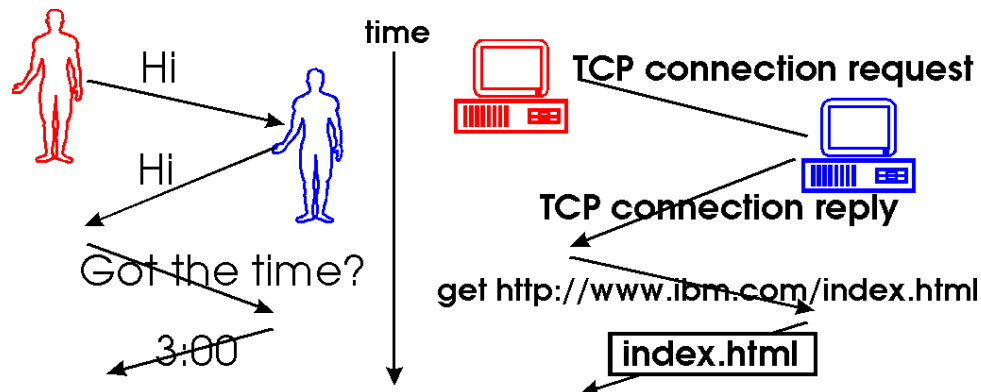 Hi
Hi
Got the time?
3:00
time
TCP connection request
TCP connection reply
get http://www.ibm.com/index.html
index.html